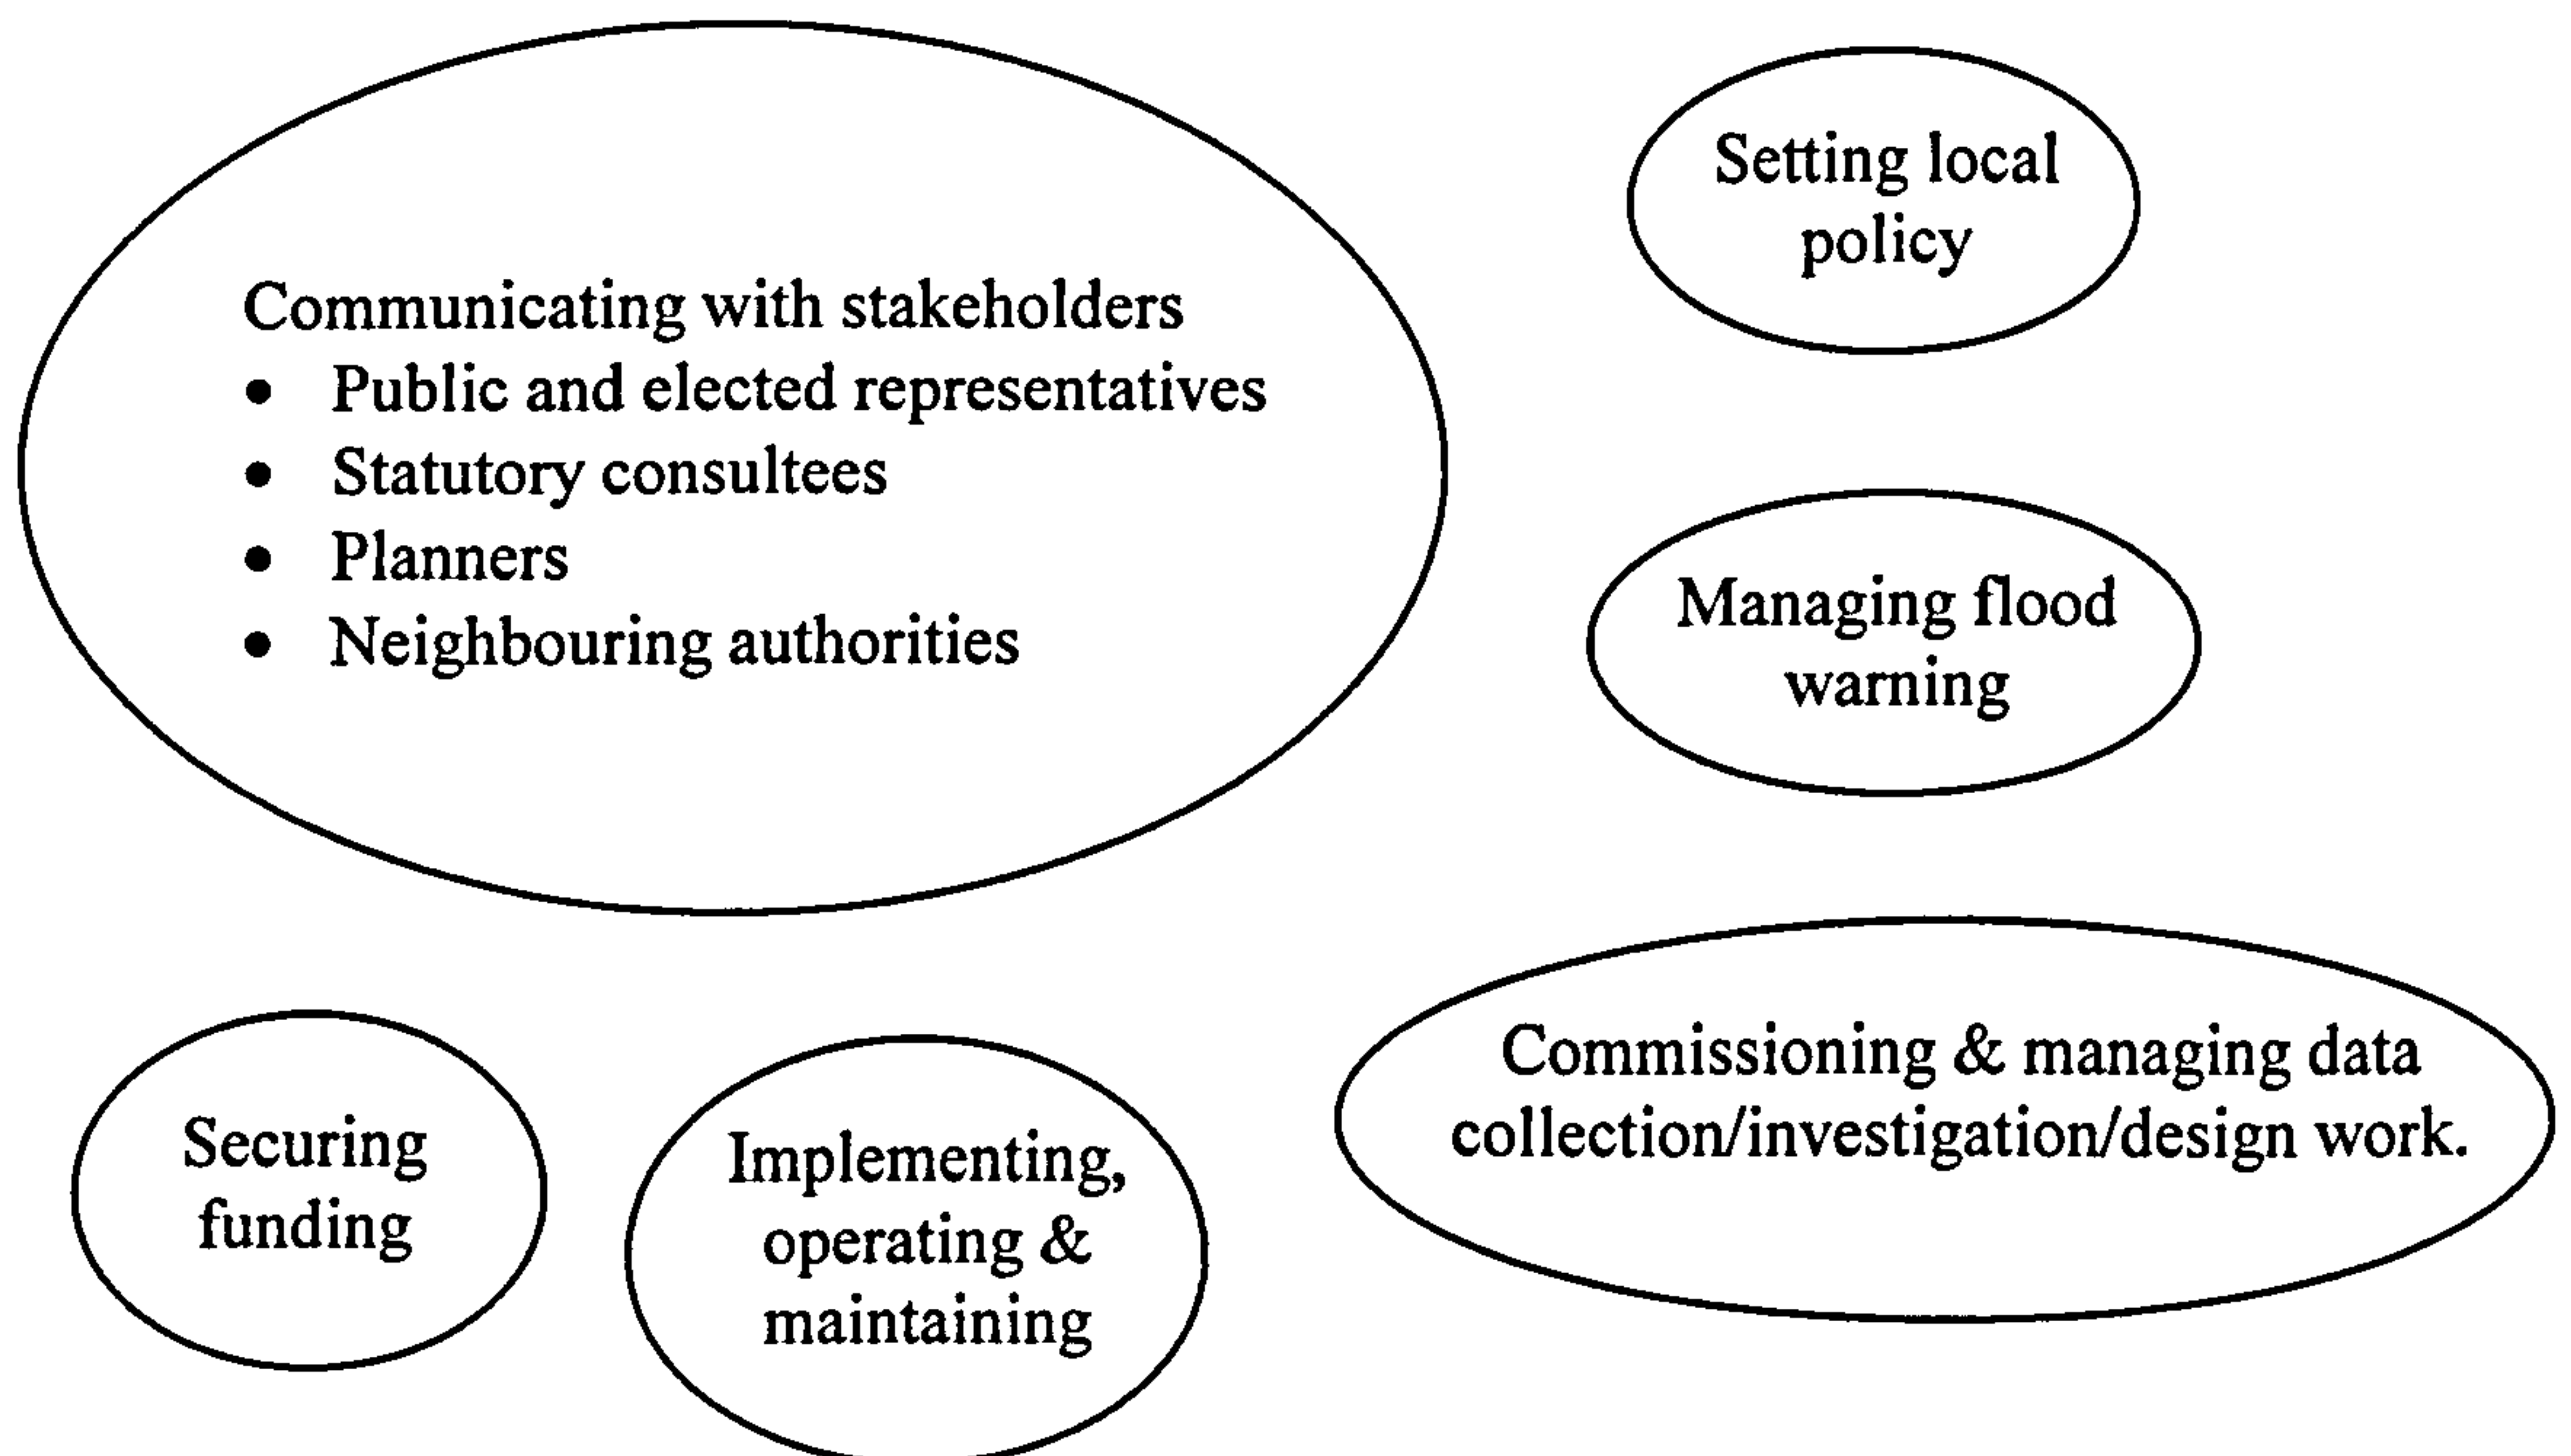 Communicating with stakeholders
• Public and elected representatives
• Statutory consultees
• Planners
• Neighbouring authorities
Setting local
policy
Managing flood
warning
Securing
funding
Implementing,
operating &
maintaining
Commissioning & managing data
collection/investigation/design work.